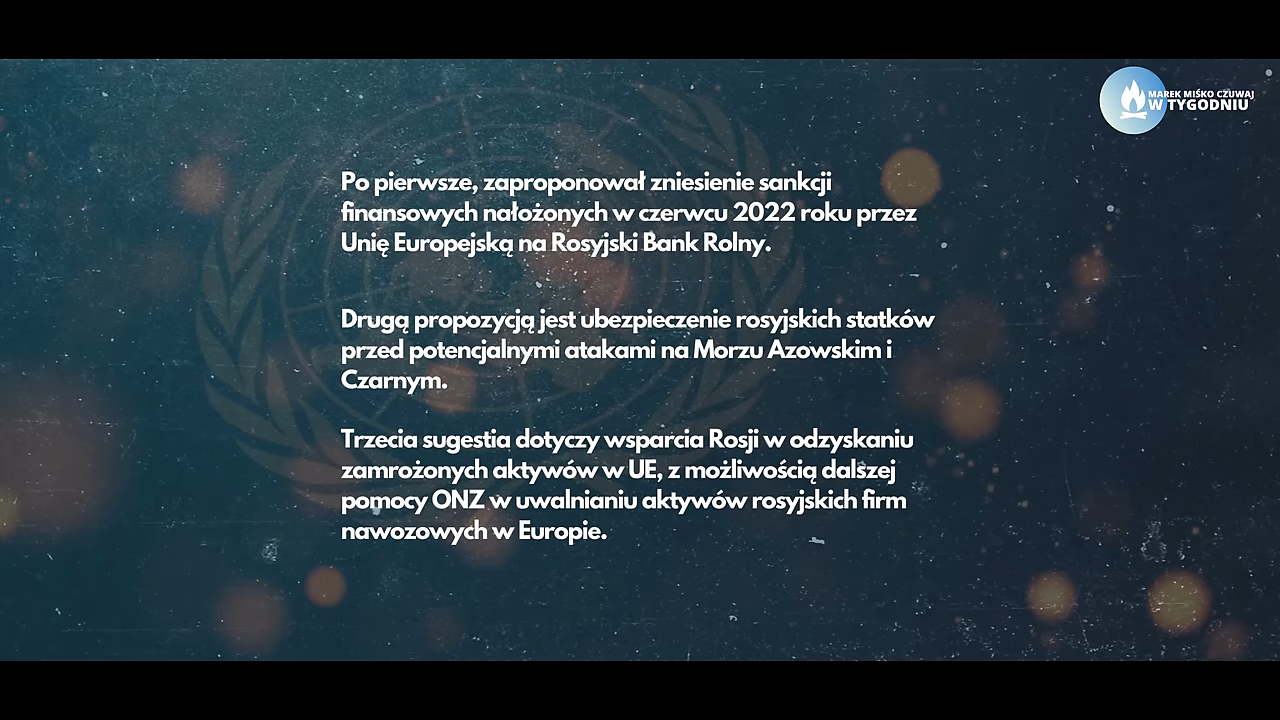 MAREK MIŚKO CZUWAJ
W TYGODNIU
Po pierwsze, zaproponował zniesienie sankcji
finansowych nałożonych w czerwcu 2022 roku przez
Unię Europejską na Rosyjski Bank Rolny.
Drugą propozycją jest ubezpieczenie rosyjskich statków
przed potencjalnymi atakami na Morzu Azowskim i
Czarnym.
Trzecia sugestia dotyczy wsparcia Rosji w odzyskaniu
zamrożonych aktywów w UE, z możliwością dalszej
pomocy ONZ w uwalnianiu aktywów rosyjskich firm
nawozowych w Europie.